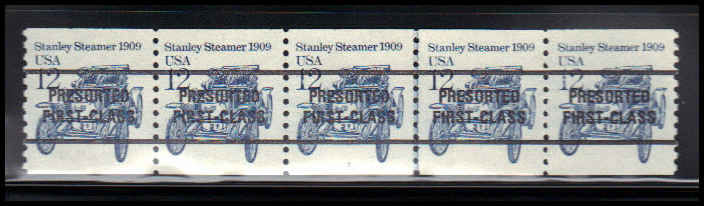 Stanley Steamer 1909 Stanley Steamer 1909 Stanley Steamer 1909 Stanley Steamer 1909 Stanley Steamer 1909
USA USA USA USA USA
12 12 12 12 12
PRESORTED PRESORTED PRESORTED PRESORTED PRESORTED
FIRST-CLASS FIRST-CLASS FIRST-CLASS FIRST-CLASS FIRST-CLASS